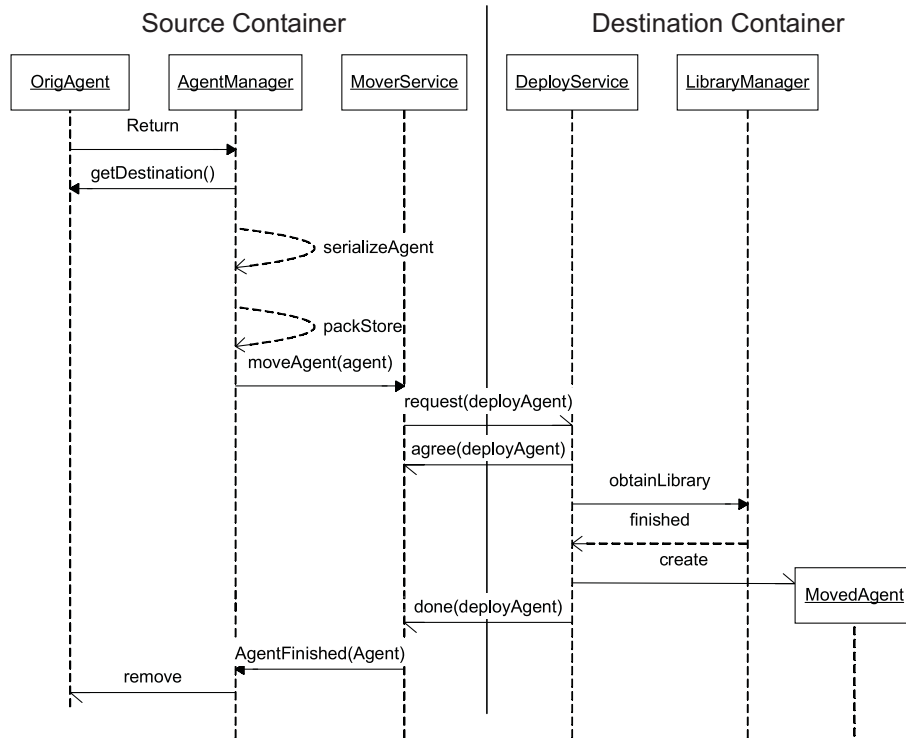 Source Container
Destination Container
OrigAgent
AgentManager
MoverService
DeployService
LibraryManager
Return
getDestination()
serializeAgent
packStore
moveAgent(agent)
request(deployAgent)
agree(deployAgent)
obtainLibrary
finished
create
MovedAgent
done(deployAgent)
AgentFinished(Agent)
remove